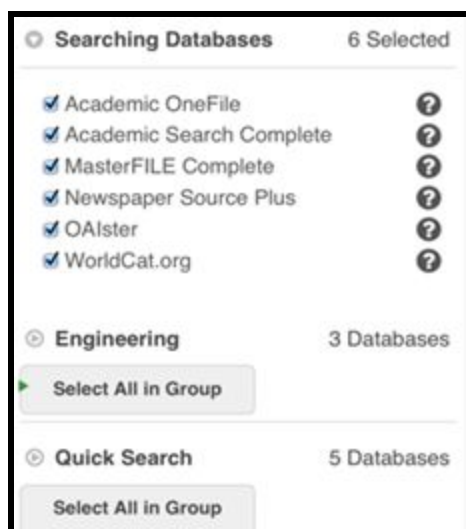 Searching Databases 6 Selected
Academic OneFile ?
Academic Search Complete ?
MasterFILE Complete ?
Newspaper Source Plus ?
OAIster ?
WorldCat.org ?
Engineering 3 Databases
Select All in Group
Quick Search 5 Databases
Select All in Group